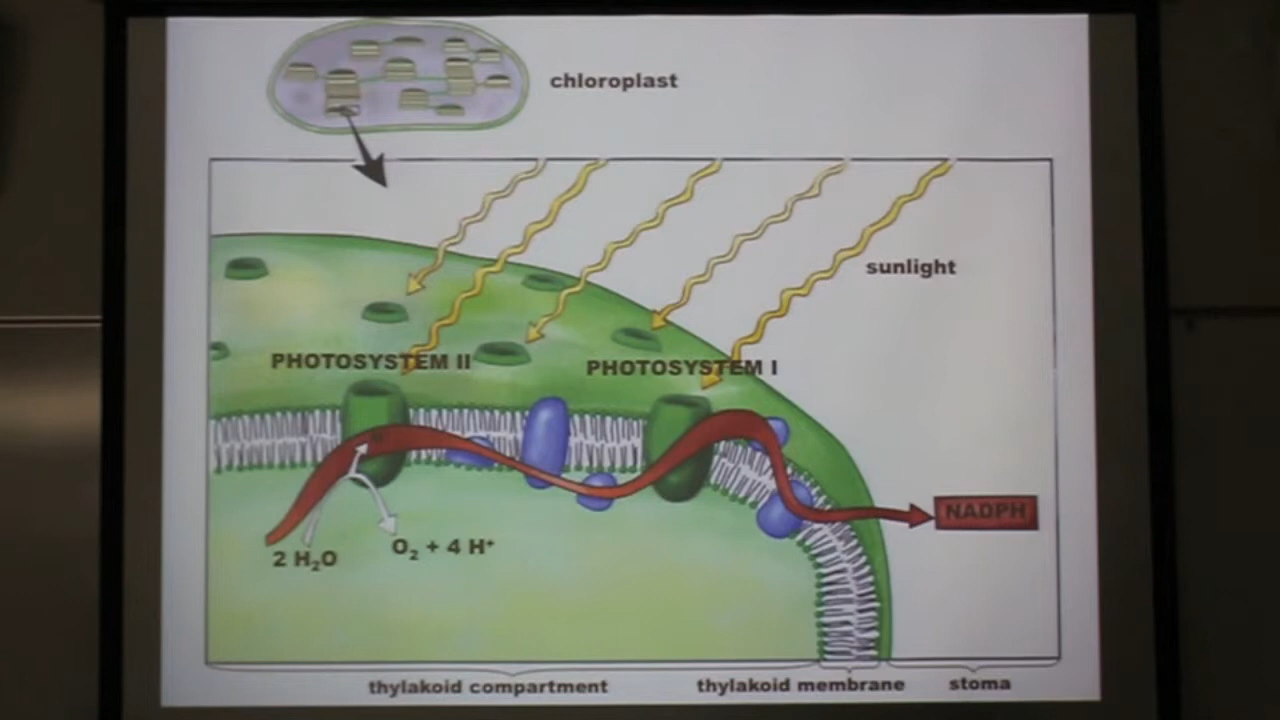 chloroplast
sunlight
PHOTOSYSTEM II
PHOTOSYSTEM I
NADPH
2 H₂O
O₂ + 4 H⁺
thylakoid compartment
thylakoid membrane
stoma